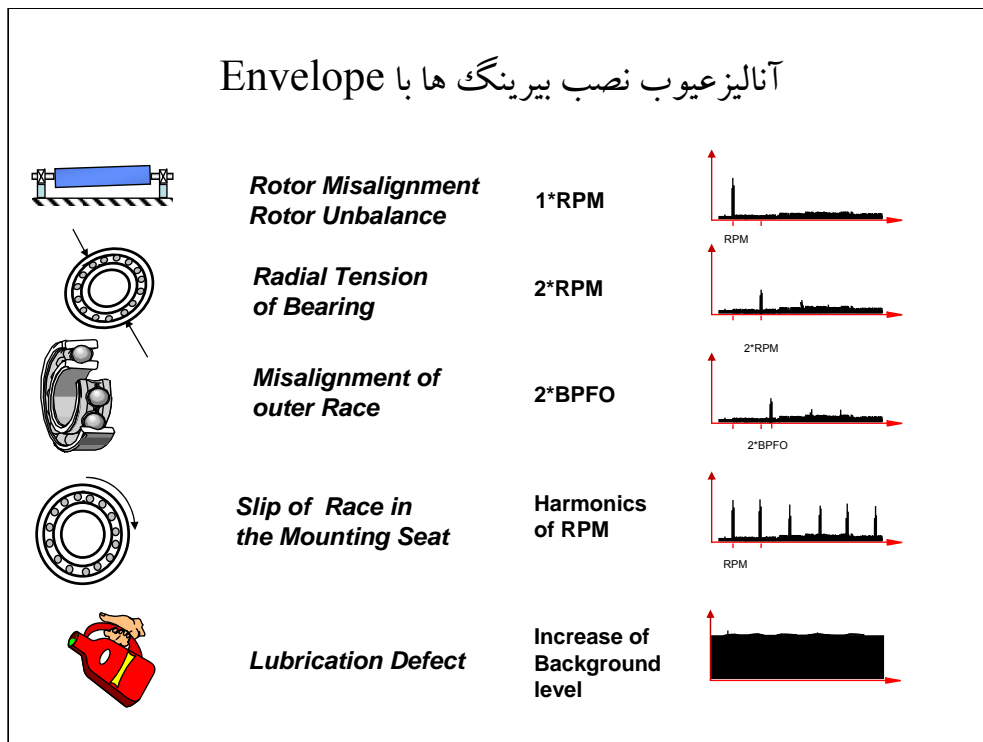 آنالیزعیوب نصب بیرینگ ها با Envelope
Rotor Misalignment
Rotor Unbalance
1*RPM
RPM
Radial Tension
of Bearing
2*RPM
2*RPM
Misalignment of
outer Race
2*BPFO
2*BPFO
Slip of Race in
the Mounting Seat
Harmonics
of RPM
RPM
Lubrication Defect
Increase of
Background
level